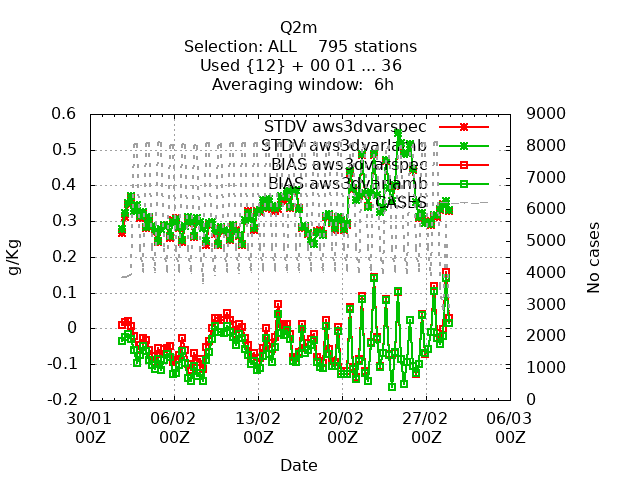 Q2m
Selection: ALL    795 stations
Used {12} + 00 01 ... 36
Averaging window:  6h
g/Kg
0.6
0.5
0.4
0.3
0.2
0.1
0
-0.1
-0.2
STDV aws3dvarspec
STDV aws3dvarlamb
BIAS aws3dvarspec
BIAS aws3dvarlamb
CASES
9000
8000
7000
6000
5000
4000
3000
2000
1000
0
No cases
30/01 06/02 13/02 20/02 27/02 06/03
00Z 00Z 00Z 00Z 00Z 00Z
Date